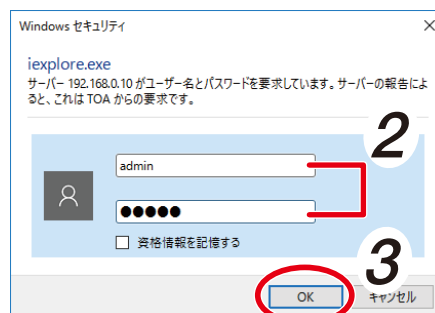 Windows セキュリティ
iexplore.exe
サーバー 192.168.0.10 がユーザー名とパスワードを要求しています。サーバーの報告によ
ると、これは TOA からの要求です。
2
admin
●●●●●
資格情報を記憶する
3
OK
キャンセル